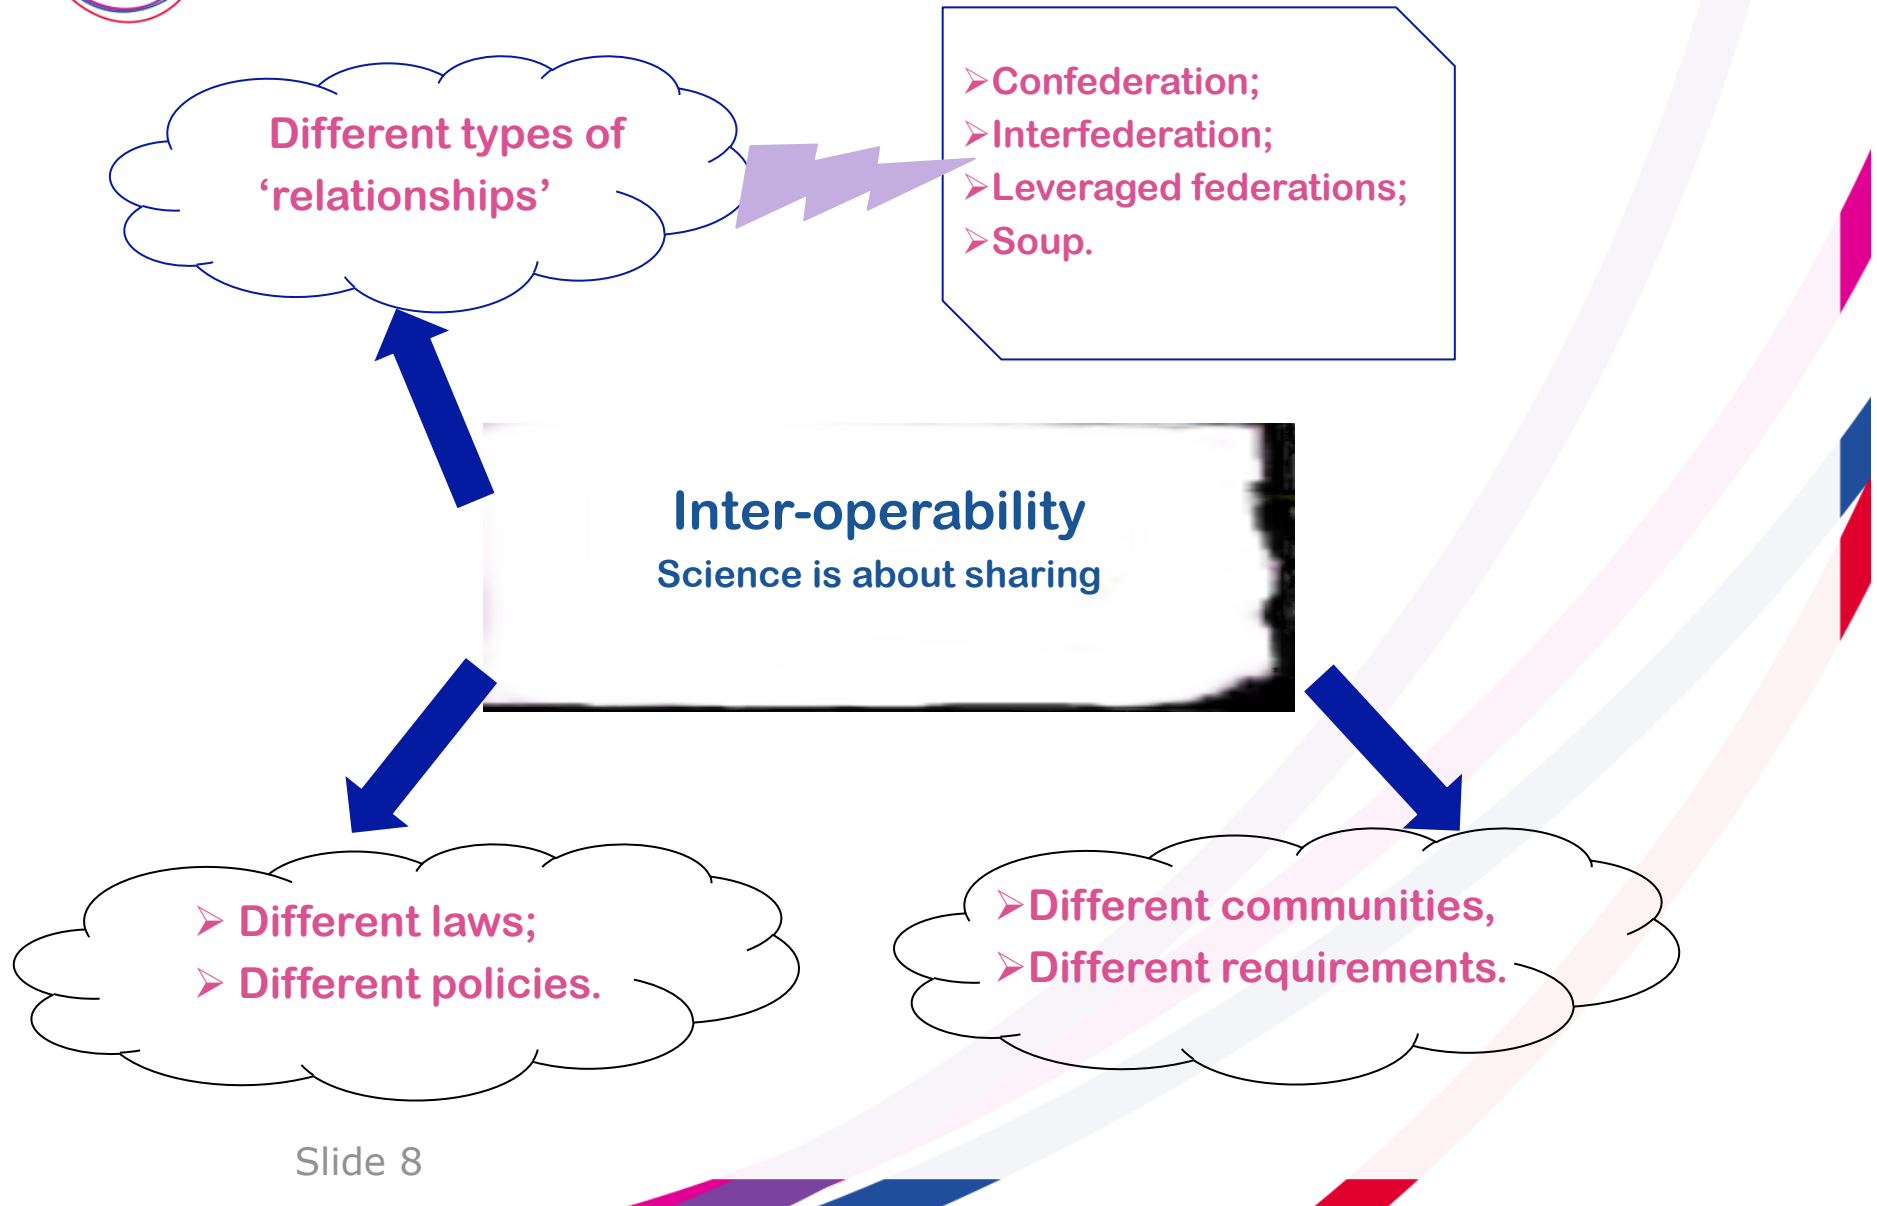 Different types of
‘relationships’
➢Confederation;
➢Interfederation;
➢Leveraged federations;
➢Soup.
Inter-operability
Science is about sharing
➢ Different laws;
➢ Different policies.
➢Different communities,
➢Different requirements.
Slide 8